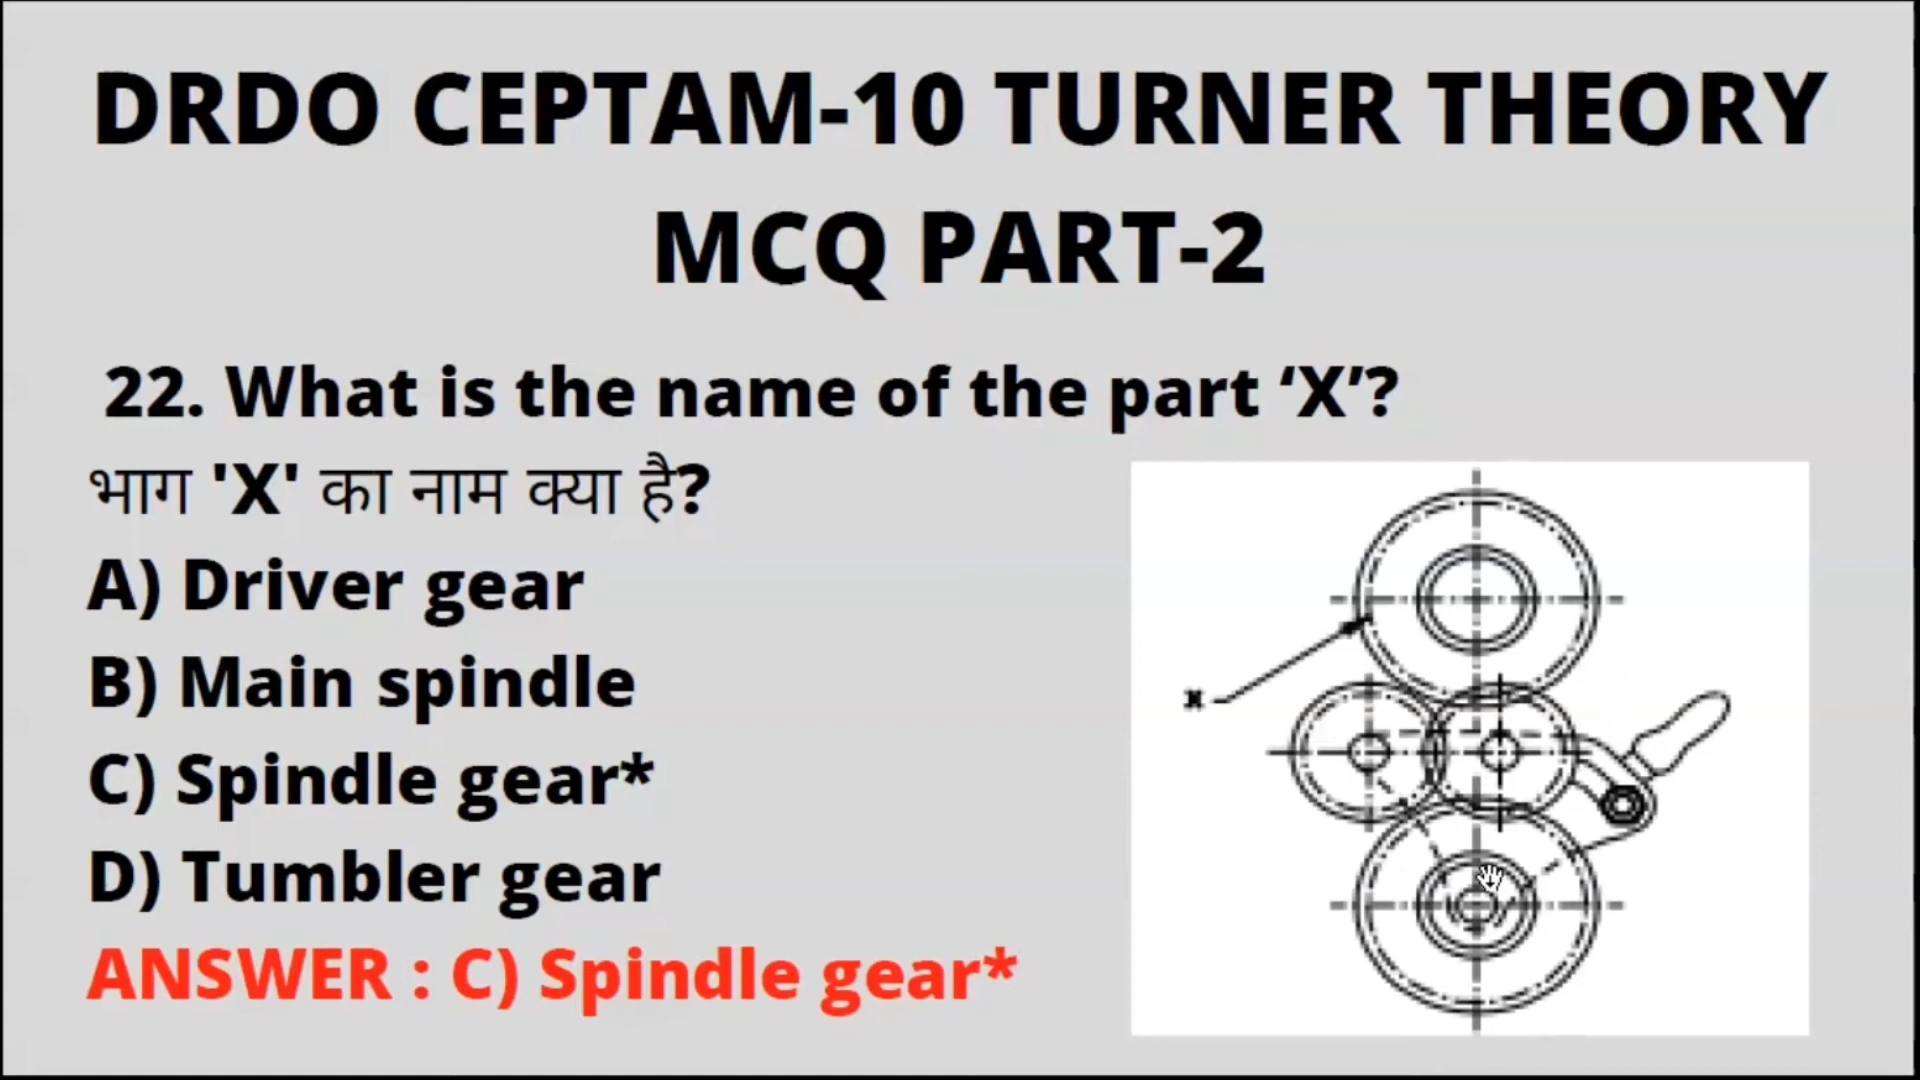 DRDO CEPTAM-10 TURNER THEORY
MCQ PART-2
22. What is the name of the part ‘X’?
भाग 'X' का नाम क्या है?
A) Driver gear
B) Main spindle
C) Spindle gear*
D) Tumbler gear
ANSWER : C) Spindle gear*
x